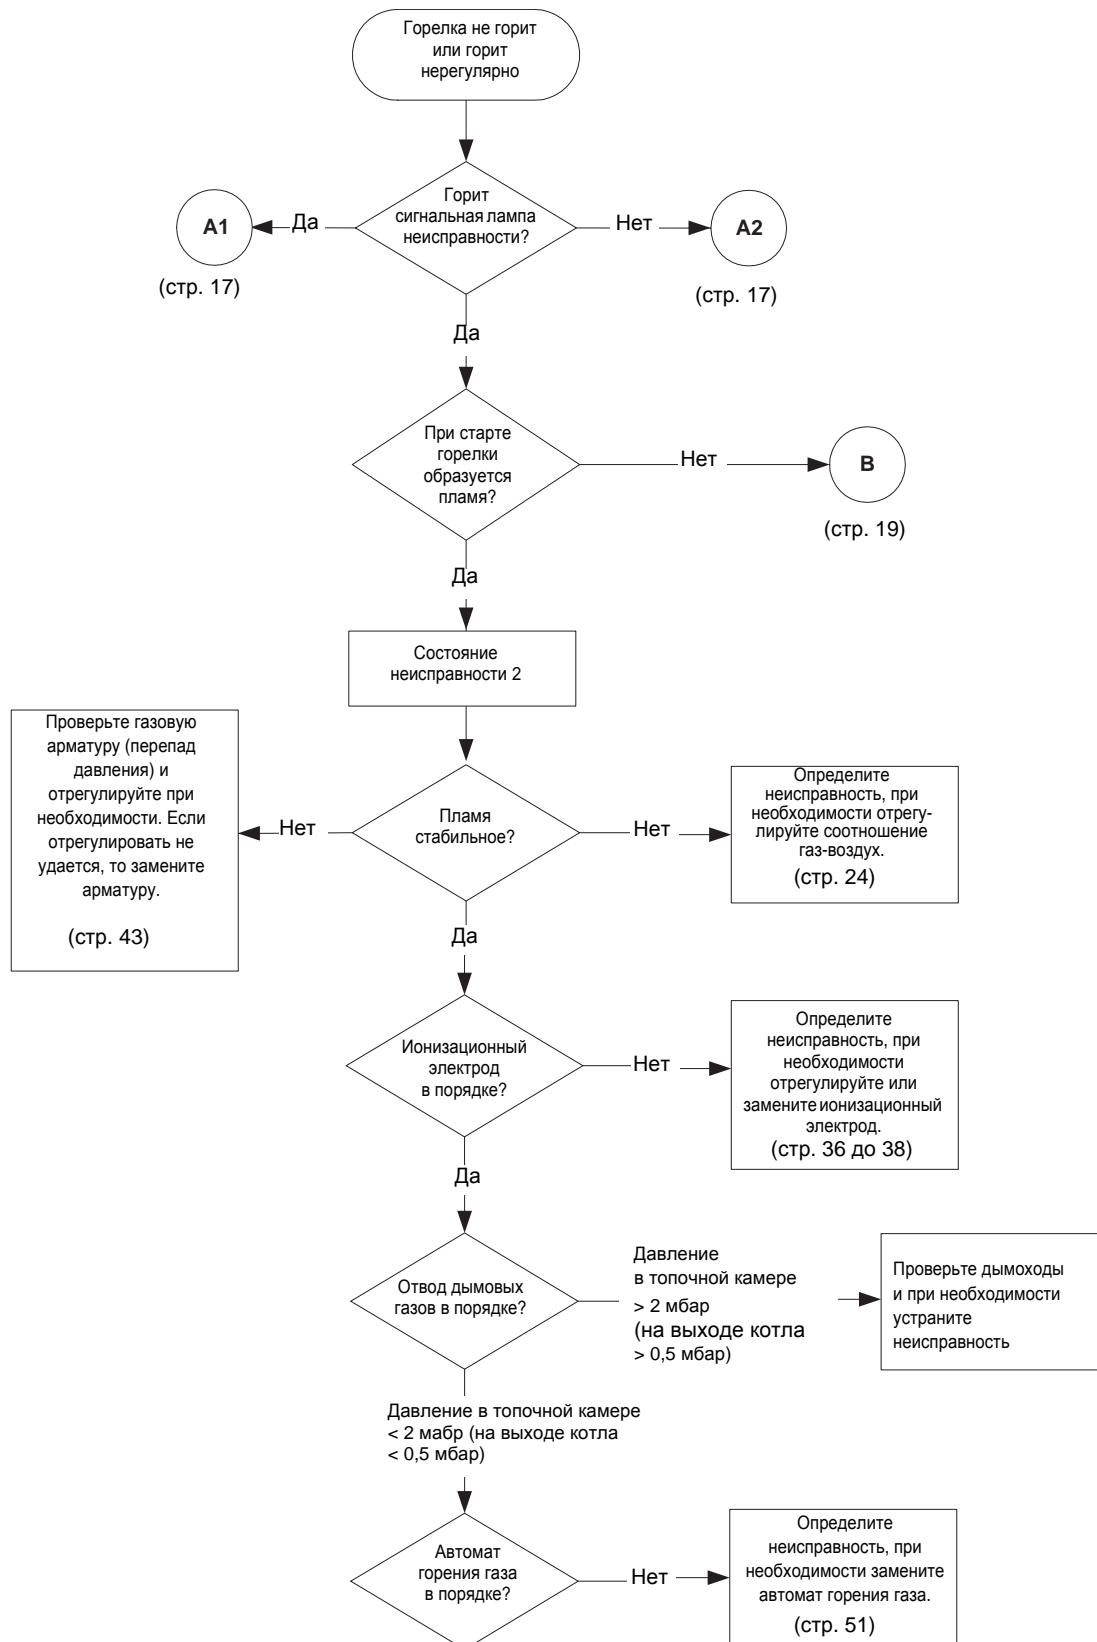 Горелка не горит
или горит
нерегулярно
Горит
сигнальная лампа
неисправности?
A1
Да
Нет
A2
(стр. 17)
(стр. 17)
Да
При старте
горелки
образуется
пламя?
Нет
B
(стр. 19)
Да
Состояние
неисправности 2
Проверьте газовую
арматуру (перепад
давления) и
отрегулируйте при
необходимости. Если
отрегулировать не
удается, то замените
арматуру.
(стр. 43)
Нет
Пламя
стабильное?
Нет
Определите
неисправность, при
необходимости отрегу-
лируйте соотношение
газ-воздух.
(стр. 24)
Да
Ионизационный
электрод
в порядке?
Нет
Определите
неисправность, при
необходимости
отрегулируйте или
замените ионизационный
электрод.
(стр. 36 до 38)
Да
Отвод дымовых
газов в порядке?
Давление
в топочной камере
> 2 мбар
(на выходе котла
> 0,5 мбар)
Проверьте дымоходы
и при необходимости
устраните
неисправность
Давление в топочной камере
< 2 мабр (на выходе котла
< 0,5 мбар)
Автомат
горения газа
в порядке?
Нет
Определите
неисправность, при
необходимости замените
автомат горения газа.
(стр. 51)